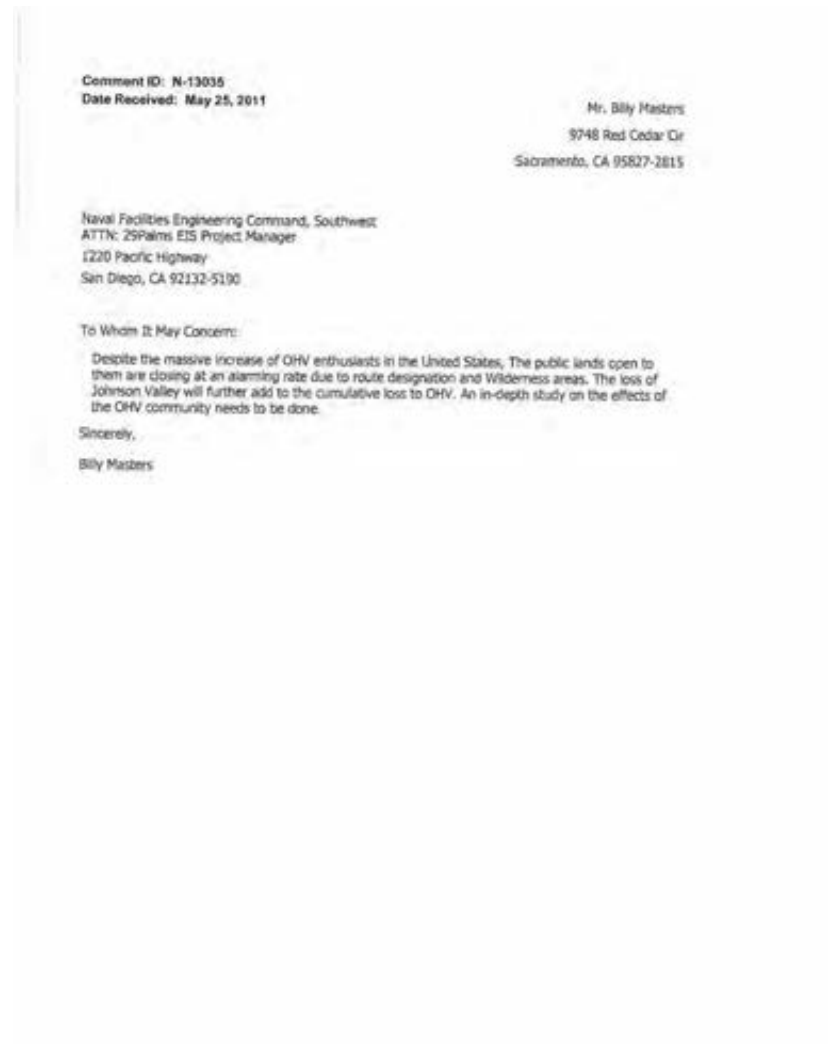 Comment ID: N-13035
Date Received: May 25, 2011
Mr. Billy Masters
9748 Red Cedar Cir
Sacramento, CA 95827-2815
Naval Facilities Engineering Command, Southwest
ATTN: 29Palms EIS Project Manager
1220 Pacific Highway
San Diego, CA 92132-5190
To Whom It May Concern:
Despite the massive increase of OHV enthusiasts in the United States, The public lands open to
them are closing at an alarming rate due to route designation and Wilderness areas. The loss of
Johnson Valley will further add to the cumulative loss to OHV. An in-depth study on the effects of
the OHV community needs to be done.
Sincerely,
Billy Masters